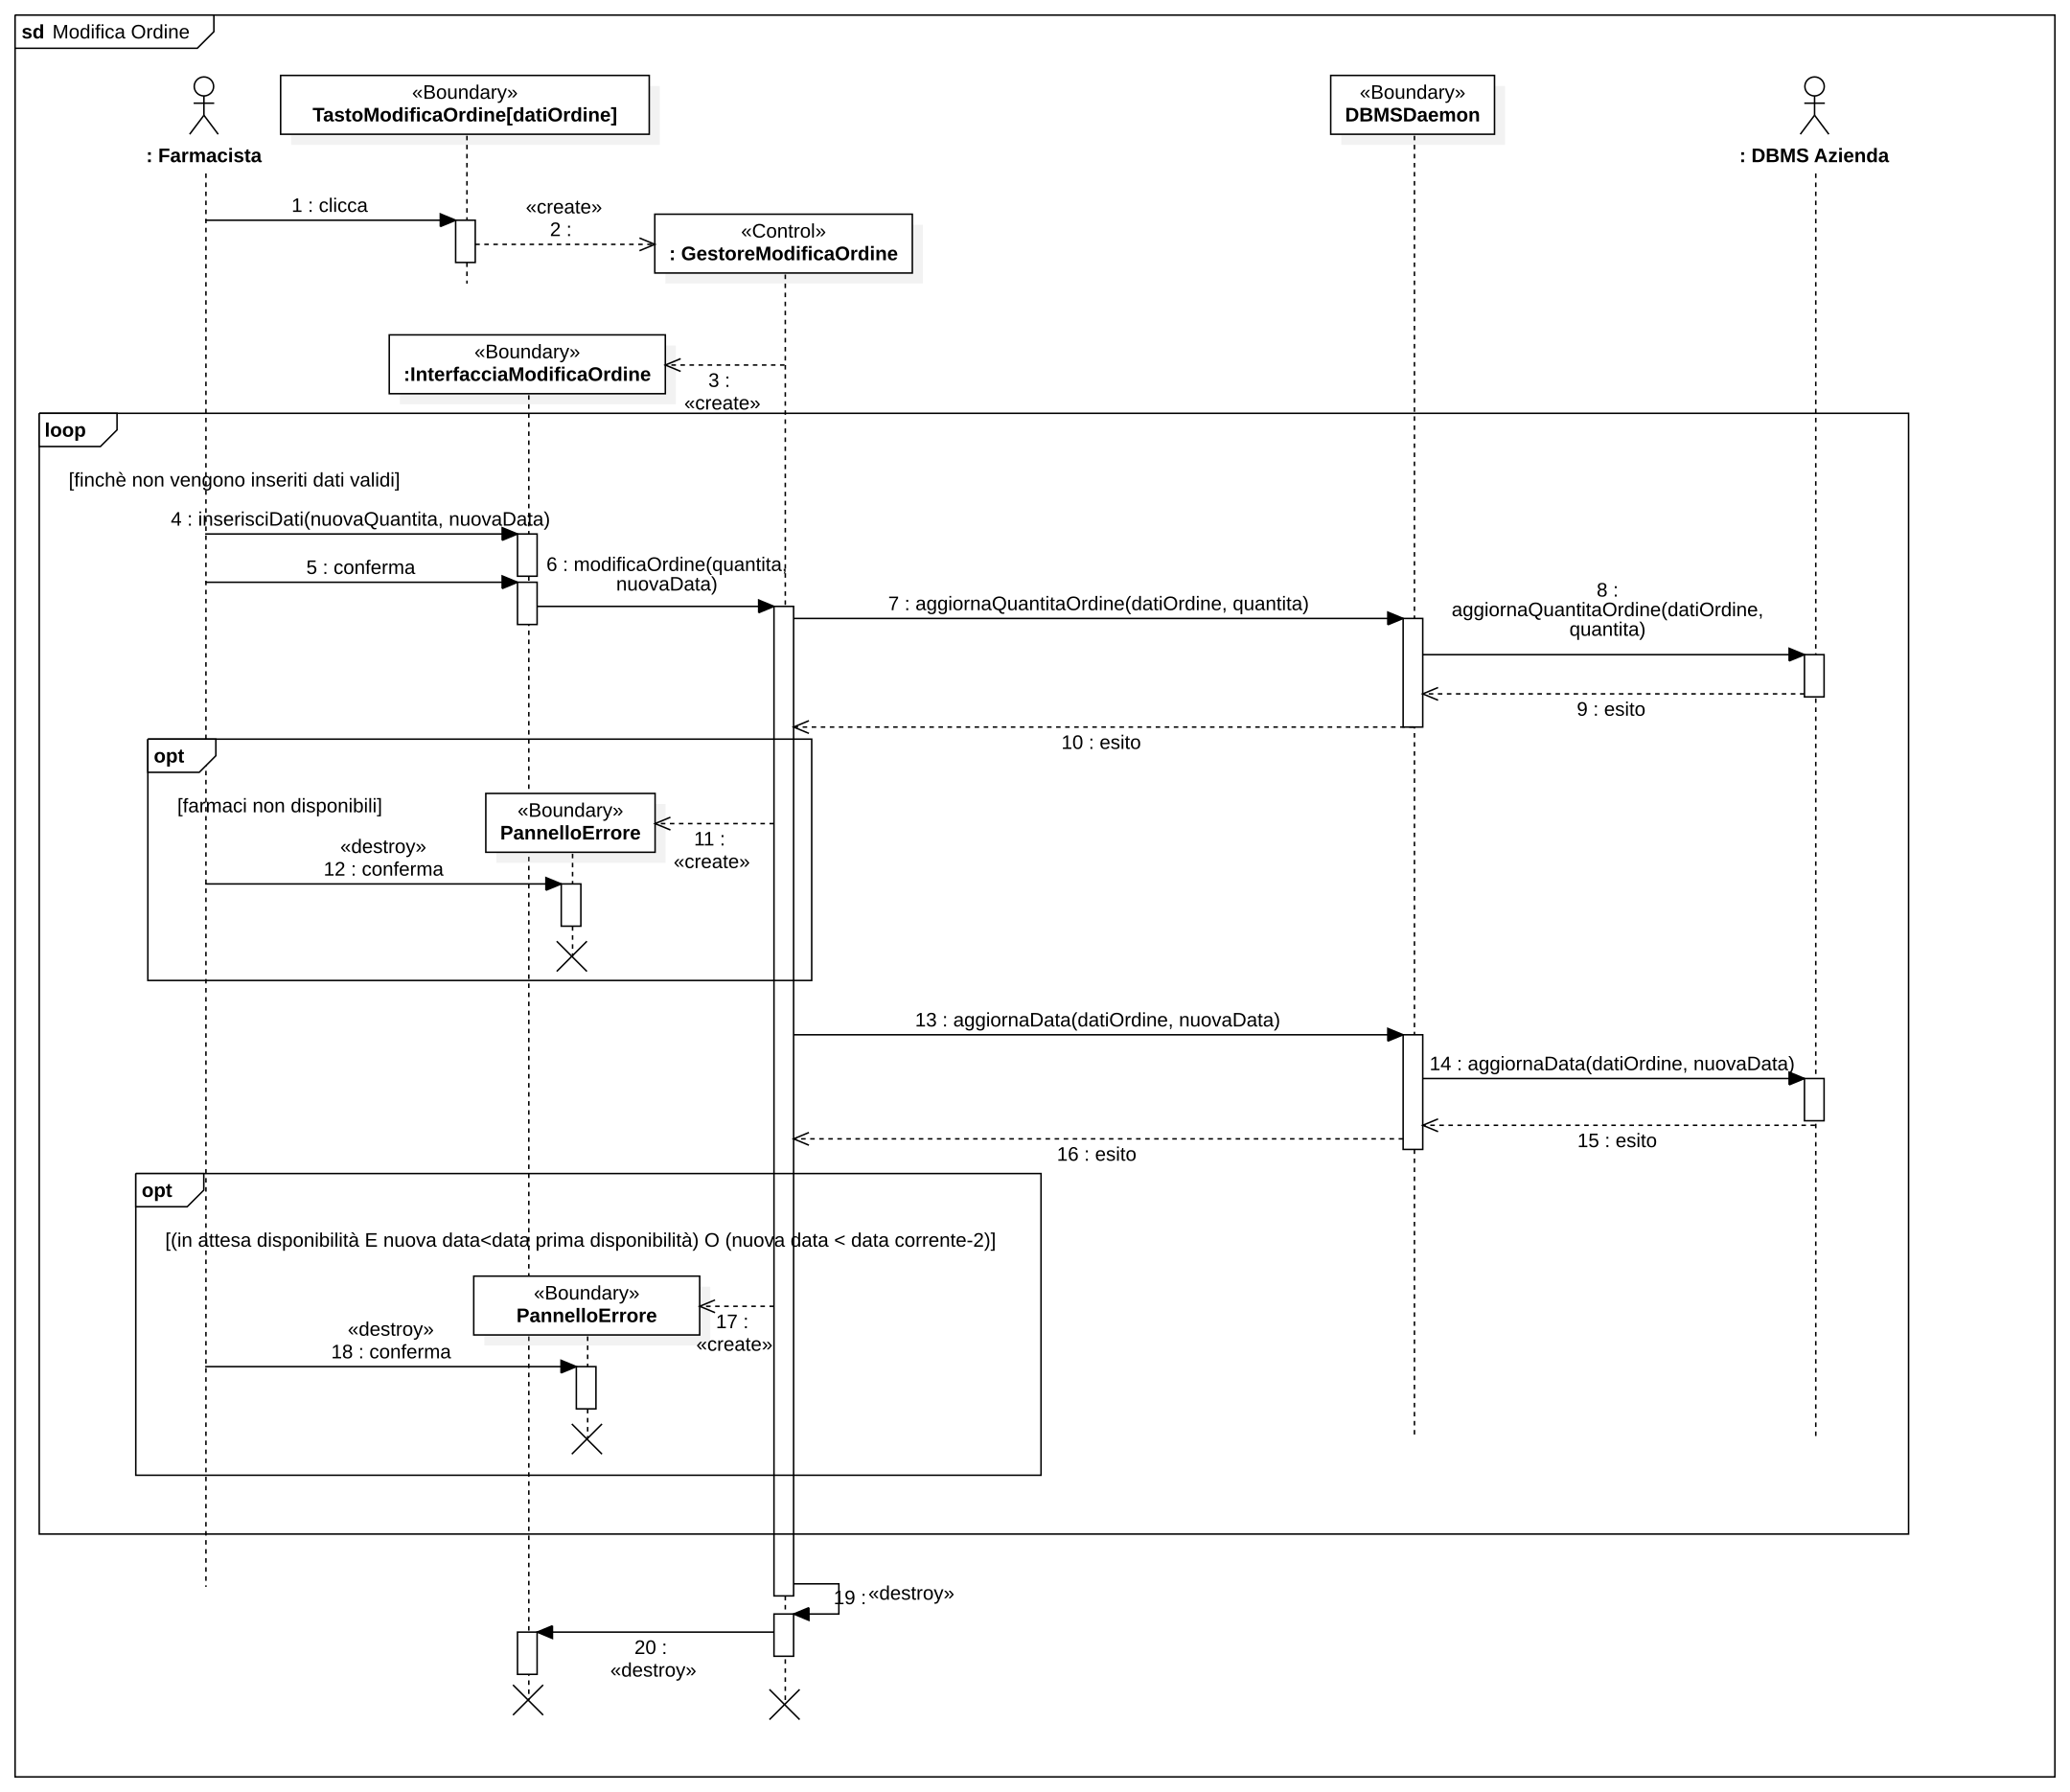 sd Modifica Ordine
«Boundary»
TastoModificaOrdine[datiOrdine]
«Boundary»
DBMSDaemon
: Farmacista
: DBMS Azienda
1 : clicca
«create»
2 :
«Control»
: GestoreModificaOrdine
«Boundary»
:InterfacciaModificaOrdine
3 :
«create»
loop
[finchè non vengono inseriti dati validi]
4 : inserisciDati(nuovaQuantita, nuovaData)
5 : conferma
6 : modificaOrdine(quantita,
nuovaData)
7 : aggiornaQuantitaOrdine(datiOrdine, quantita)
8 :
aggiornaQuantitaOrdine(datiOrdine,
quantita)
9 : esito
10 : esito
opt
[farmaci non disponibili]
«Boundary»
PannelloErrore
11 :
«create»
«destroy»
12 : conferma
13 : aggiornaData(datiOrdine, nuovaData)
14 : aggiornaData(datiOrdine, nuovaData)
15 : esito
16 : esito
opt
[(in attesa disponibilità E nuova data<data prima disponibilità) O (nuova data < data corrente-2)]
«Boundary»
PannelloErrore
17 :
«create»
«destroy»
18 : conferma
19 : «destroy»
20 :
«destroy»